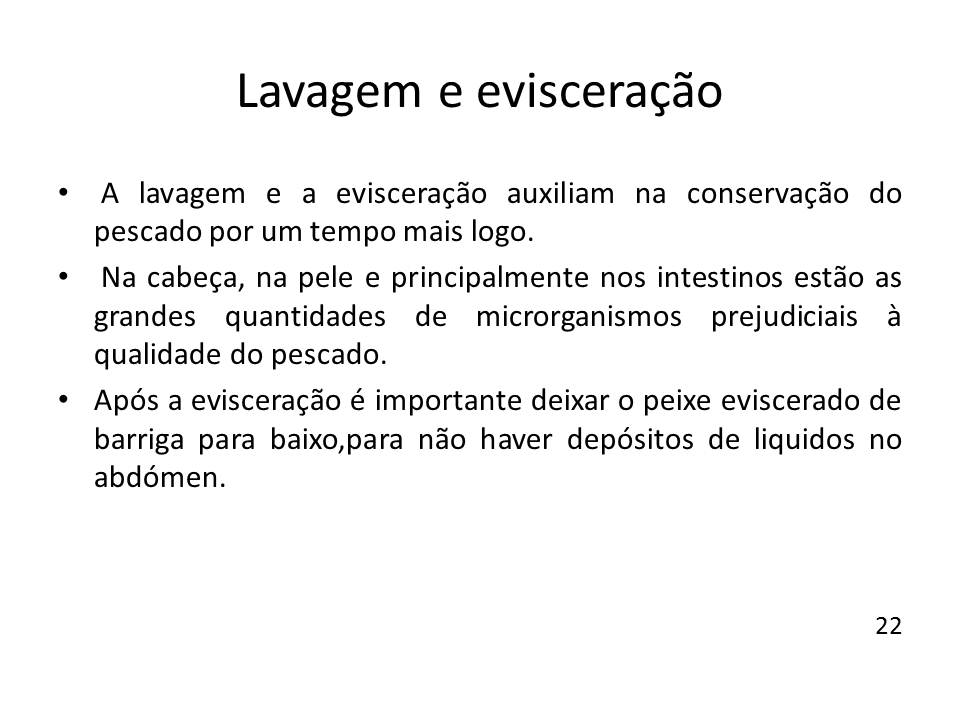 Lavagem e evisceração
• A lavagem e a evisceração auxiliam na conservação do
pescado por um tempo mais logo.
• Na cabeça, na pele e principalmente nos intestinos estão as
grandes quantidades de microrganismos prejudiciais à
qualidade do pescado.
• Após a evisceração é importante deixar o peixe eviscerado de
barriga para baixo,para não haver depósitos de liquidos no
abdómen.
22